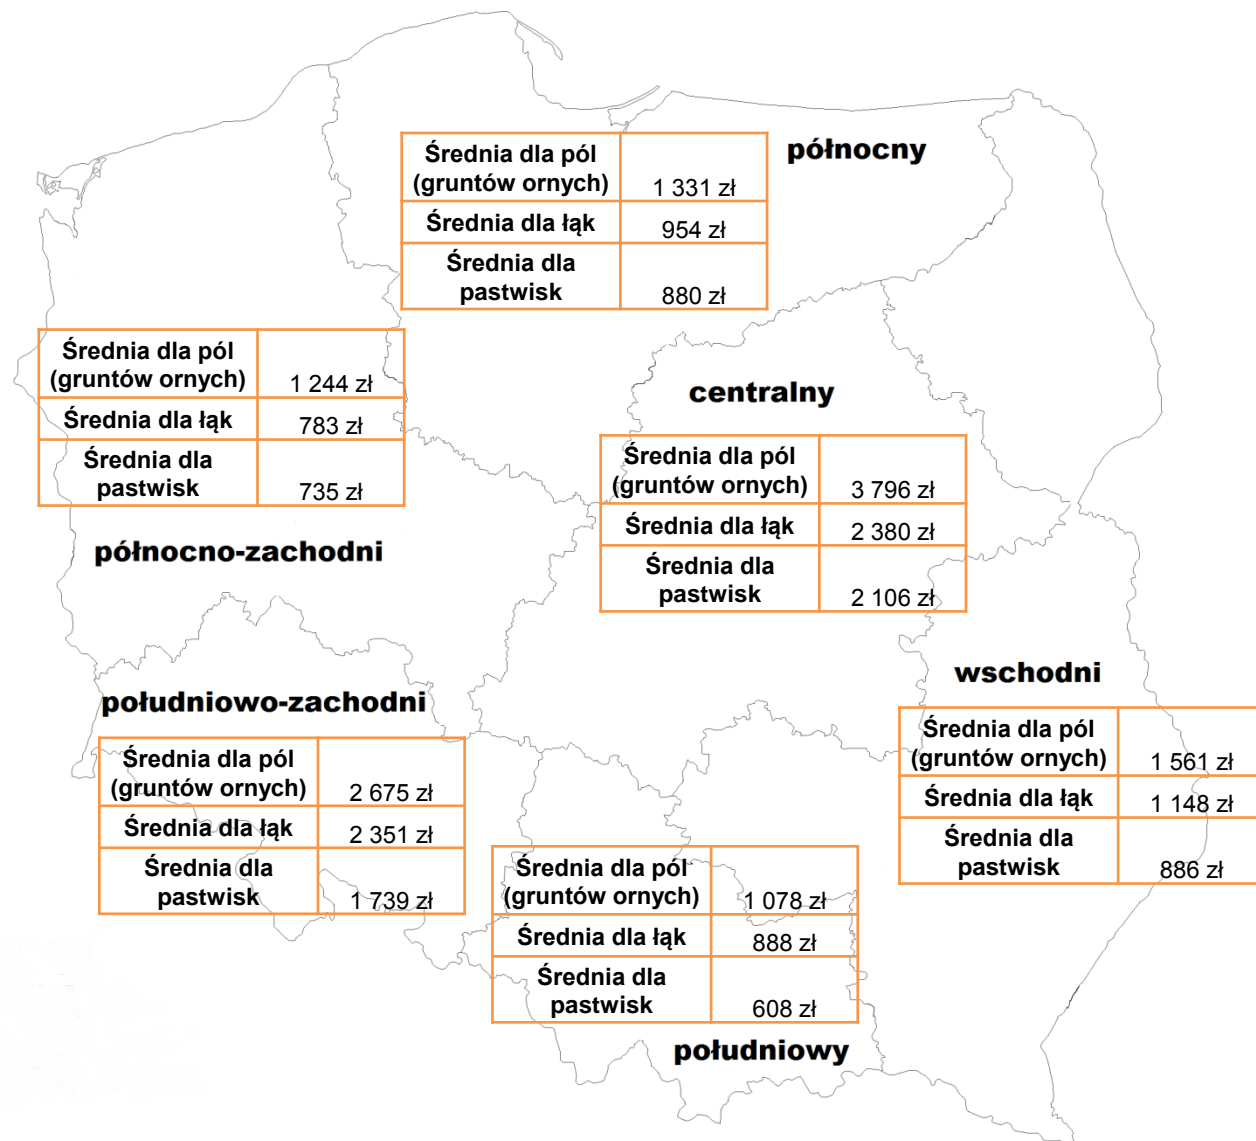 północny
Średnia dla pól
(gruntów ornych)
1 331 zł
Średnia dla łąk
954 zł
Średnia dla
pastwisk
880 zł
Średnia dla pól
(gruntów ornych)
1 244 zł
Średnia dla łąk
783 zł
Średnia dla
pastwisk
735 zł
północno-zachodni
centralny
Średnia dla pól
(gruntów ornych)
3 796 zł
Średnia dla łąk
2 380 zł
Średnia dla
pastwisk
2 106 zł
południowo-zachodni
Średnia dla pól
(gruntów ornych)
2 675 zł
Średnia dla łąk
2 351 zł
Średnia dla
pastwisk
1 739 zł
wschodni
Średnia dla pól
(gruntów ornych)
1 561 zł
Średnia dla łąk
1 148 zł
Średnia dla
pastwisk
886 zł
Średnia dla pól
(gruntów ornych)
1 078 zł
Średnia dla łąk
888 zł
Średnia dla
pastwisk
608 zł
południowy